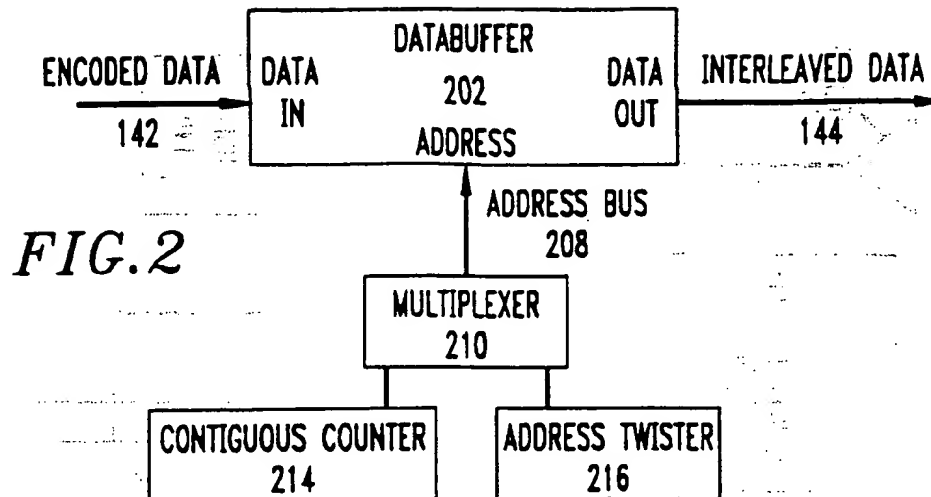 DATABUFFER
202
ENCODED DATA
142
DATA
IN
DATA
OUT
INTERLEAVED DATA
144
ADDRESS
ADDRESS BUS
208
FIG.2
MULTIPLEXER
210
CONTIGUOUS COUNTER
214
ADDRESS TWISTER
216